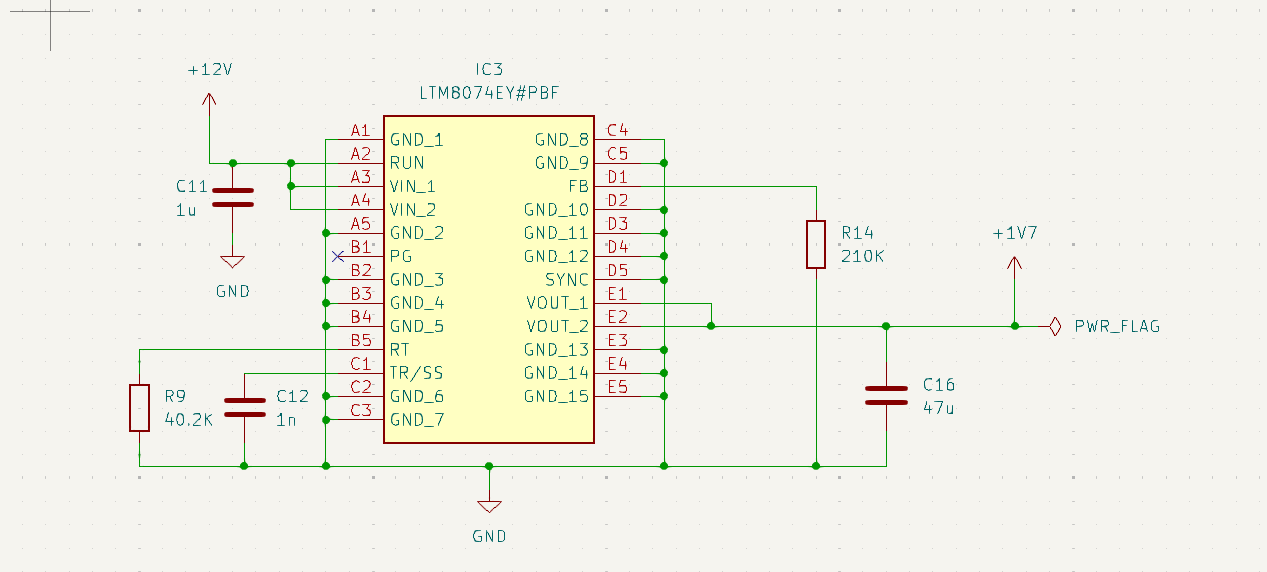 IC3
LTM8074EY#PBF
+12V
A1
GND_1
A2
RUN
A3
VIN_1
A4
VIN_2
A5
GND_2
B1
PG
B2
GND_3
B3
GND_4
B4
GND_5
B5
RT
C1
TR/SS
C2
GND_6
C3
GND_7
C4
GND_8
C5
GND_9
D1
FB
D2
GND_10
D3
GND_11
D4
GND_12
D5
SYNC
E1
VOUT_1
E2
VOUT_2
E3
GND_13
E4
GND_14
E5
GND_15
C11
1u
GND
R9
40.2K
C12
1n
GND
R14
210K
+1V7
PWR_FLAG
C16
47u